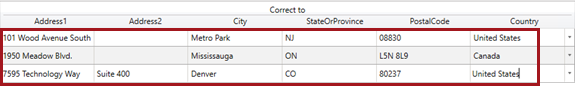 Correct to
Address1 Address2 City StateOrProvince PostalCode Country
101 Wood Avenue South Metro Park NJ 08830 United States
1950 Meadow Blvd. Mississauga ON L5N 8L9 Canada
7595 Technology Way Suite 400 Denver CO 80237 United States